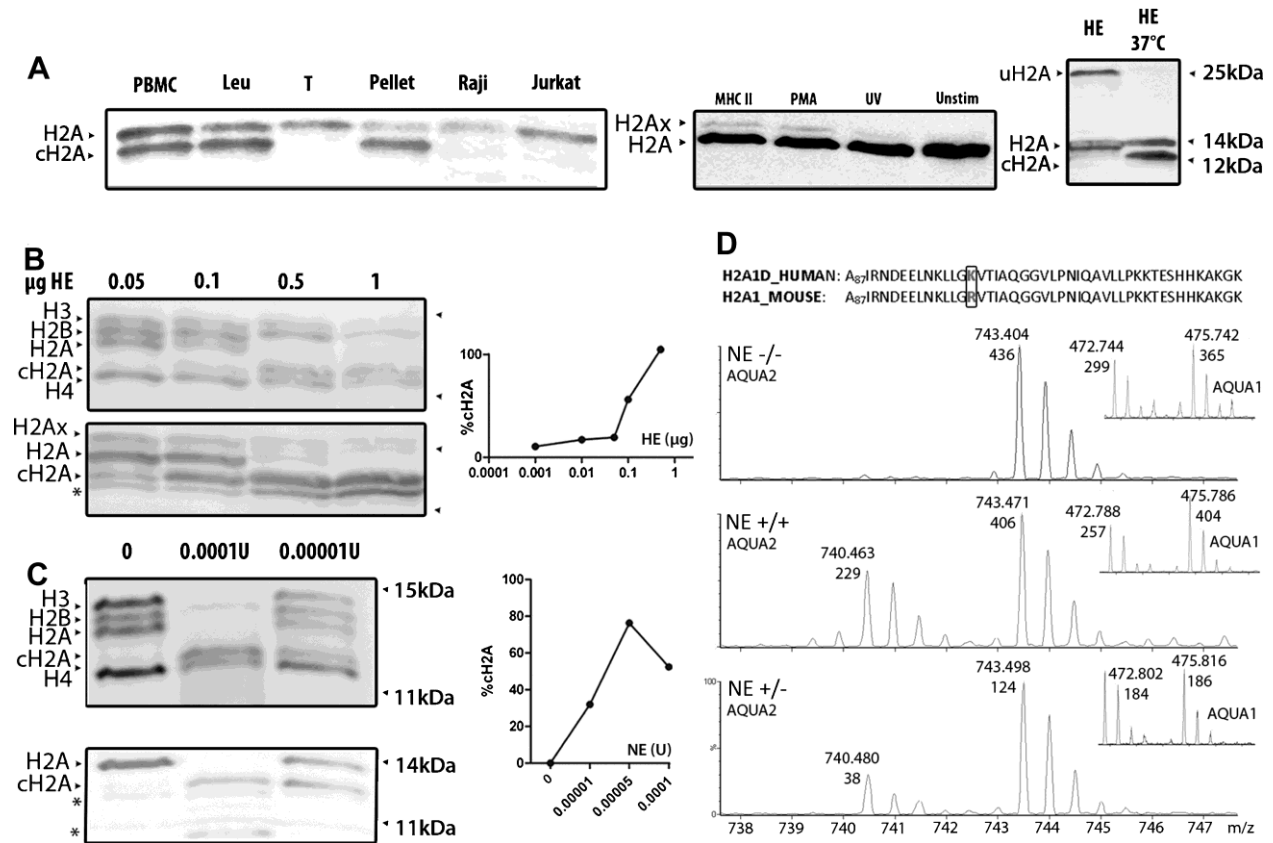 A
PBMC Leu T Pellet Raji Jurkat
H2A
cH2A
MHC II PMA UV Unstim
H2Ax
H2A
HE HE 37°C
uH2A 25kDa
H2A 14kDa
cH2A 12kDa
B
µg HE 0.05 0.1 0.5 1
H3
H2B
H2A
cH2A
H4
H2Ax
H2A
cH2A
*
%cH2A
100
0
0.0001 0.001 0.01 0.1 1
HE (µg)
C
0 0.0001U 0.00001U
H3 15kDa
H2B
H2A
cH2A
H4 11kDa
H2A 14kDa
cH2A
*
* 11kDa
%cH2A
100
80
60
40
20
0
0 0.00001 0.00005 0.0001
NE (U)
D
H2A1D_HUMAN: A87IRNDEELNKLLGKVTIAQGGVLPNIQAVLLPKKTESHHKAKGK
H2A1_MOUSE: A87IRNDEELNKLLGRVTIAQGGVLPNIQAVLLPKKTESHHKAKGK
NE -/-
AQUA2
743.404
436
472.744
299
475.742
365
AQUA1
NE +/+
AQUA2
740.463
229
743.471
406
472.788
257
475.786
404
AQUA1
NE +/-
AQUA2
740.480
38
743.498
124
472.802
184
475.816
186
AQUA1
100
%
0
738 739 740 741 742 743 744 745 746 747 m/z